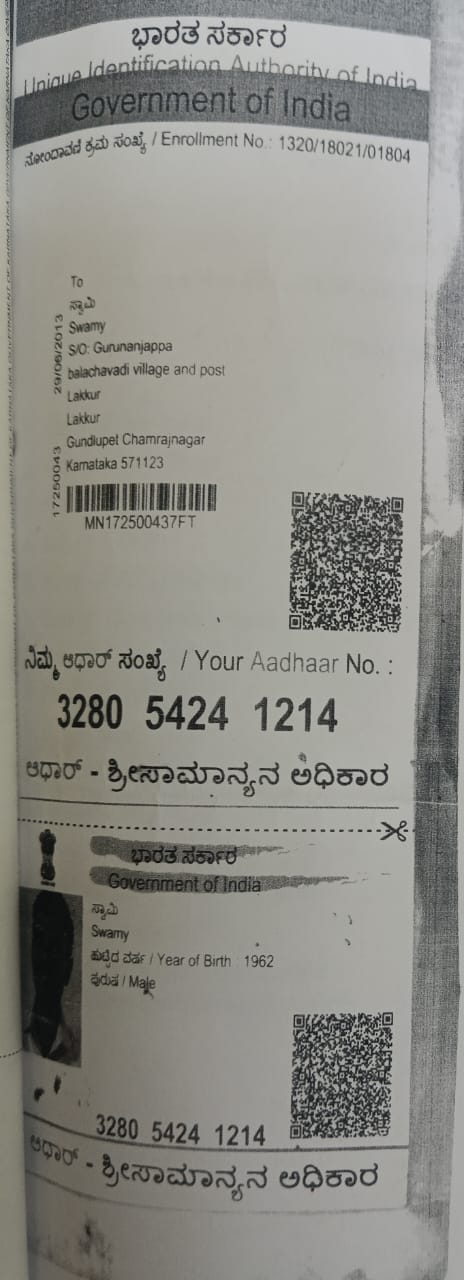 ಭಾರತ ಸರ್ಕಾರ
Unique Identification Authority of India
Government of India
ನೋಂದಾವಣೆ ಕ್ರಮ ಸಂಖ್ಯೆ / Enrollment No.: 1320/18021/01804
To
ಸ್ವಾಮಿ
Swamy
S/O: Gurunanjappa
balachavadi village and post
Lakkur
Lakkur
Gundlupet Chamrajnagar
Karnataka 571123
29/06/2013
17250043
MN172500437FT
ನಿಮ್ಮ ಆಧಾರ್ ಸಂಖ್ಯೆ / Your Aadhaar No. :
3280 5424 1214
ಆಧಾರ್ - ಶ್ರೀಸಾಮಾನ್ಯನ ಅಧಿಕಾರ
ಭಾರತ ಸರ್ಕಾರ
Government of India
ಸ್ವಾಮಿ
Swamy
ಹುಟ್ಟಿದ ವರ್ಷ / Year of Birth : 1962
ಪುರುಷ / Male
3280 5424 1214
ಆಧಾರ್ - ಶ್ರೀಸಾಮಾನ್ಯನ ಅಧಿಕಾರ